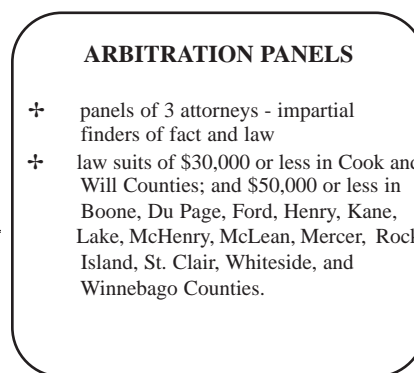 ARBITRATION PANELS
✢ panels of 3 attorneys - impartial
finders of fact and law
✢ law suits of $30,000 or less in Cook and
Will Counties; and $50,000 or less in
Boone, Du Page, Ford, Henry, Kane,
Lake, McHenry, McLean, Mercer, Rock
Island, St. Clair, Whiteside, and
Winnebago Counties.